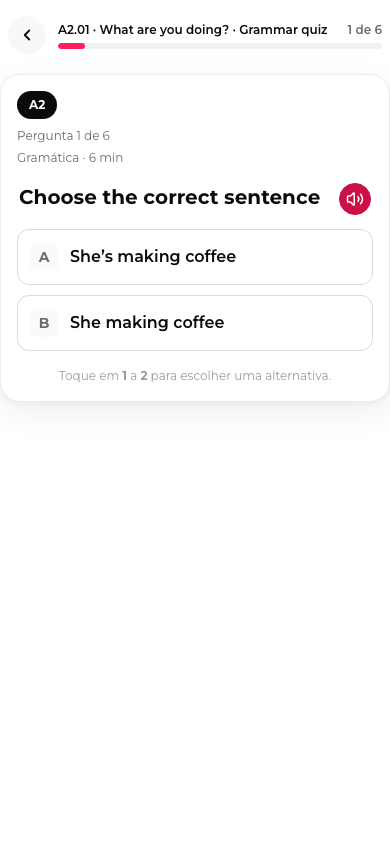 A2.01 · What are you doing? · Grammar quiz 1 de 6
A2
Pergunta 1 de 6
Gramática · 6 min
Choose the correct sentence
A She’s making coffee
B She making coffee
Toque em 1 a 2 para escolher uma alternativa.